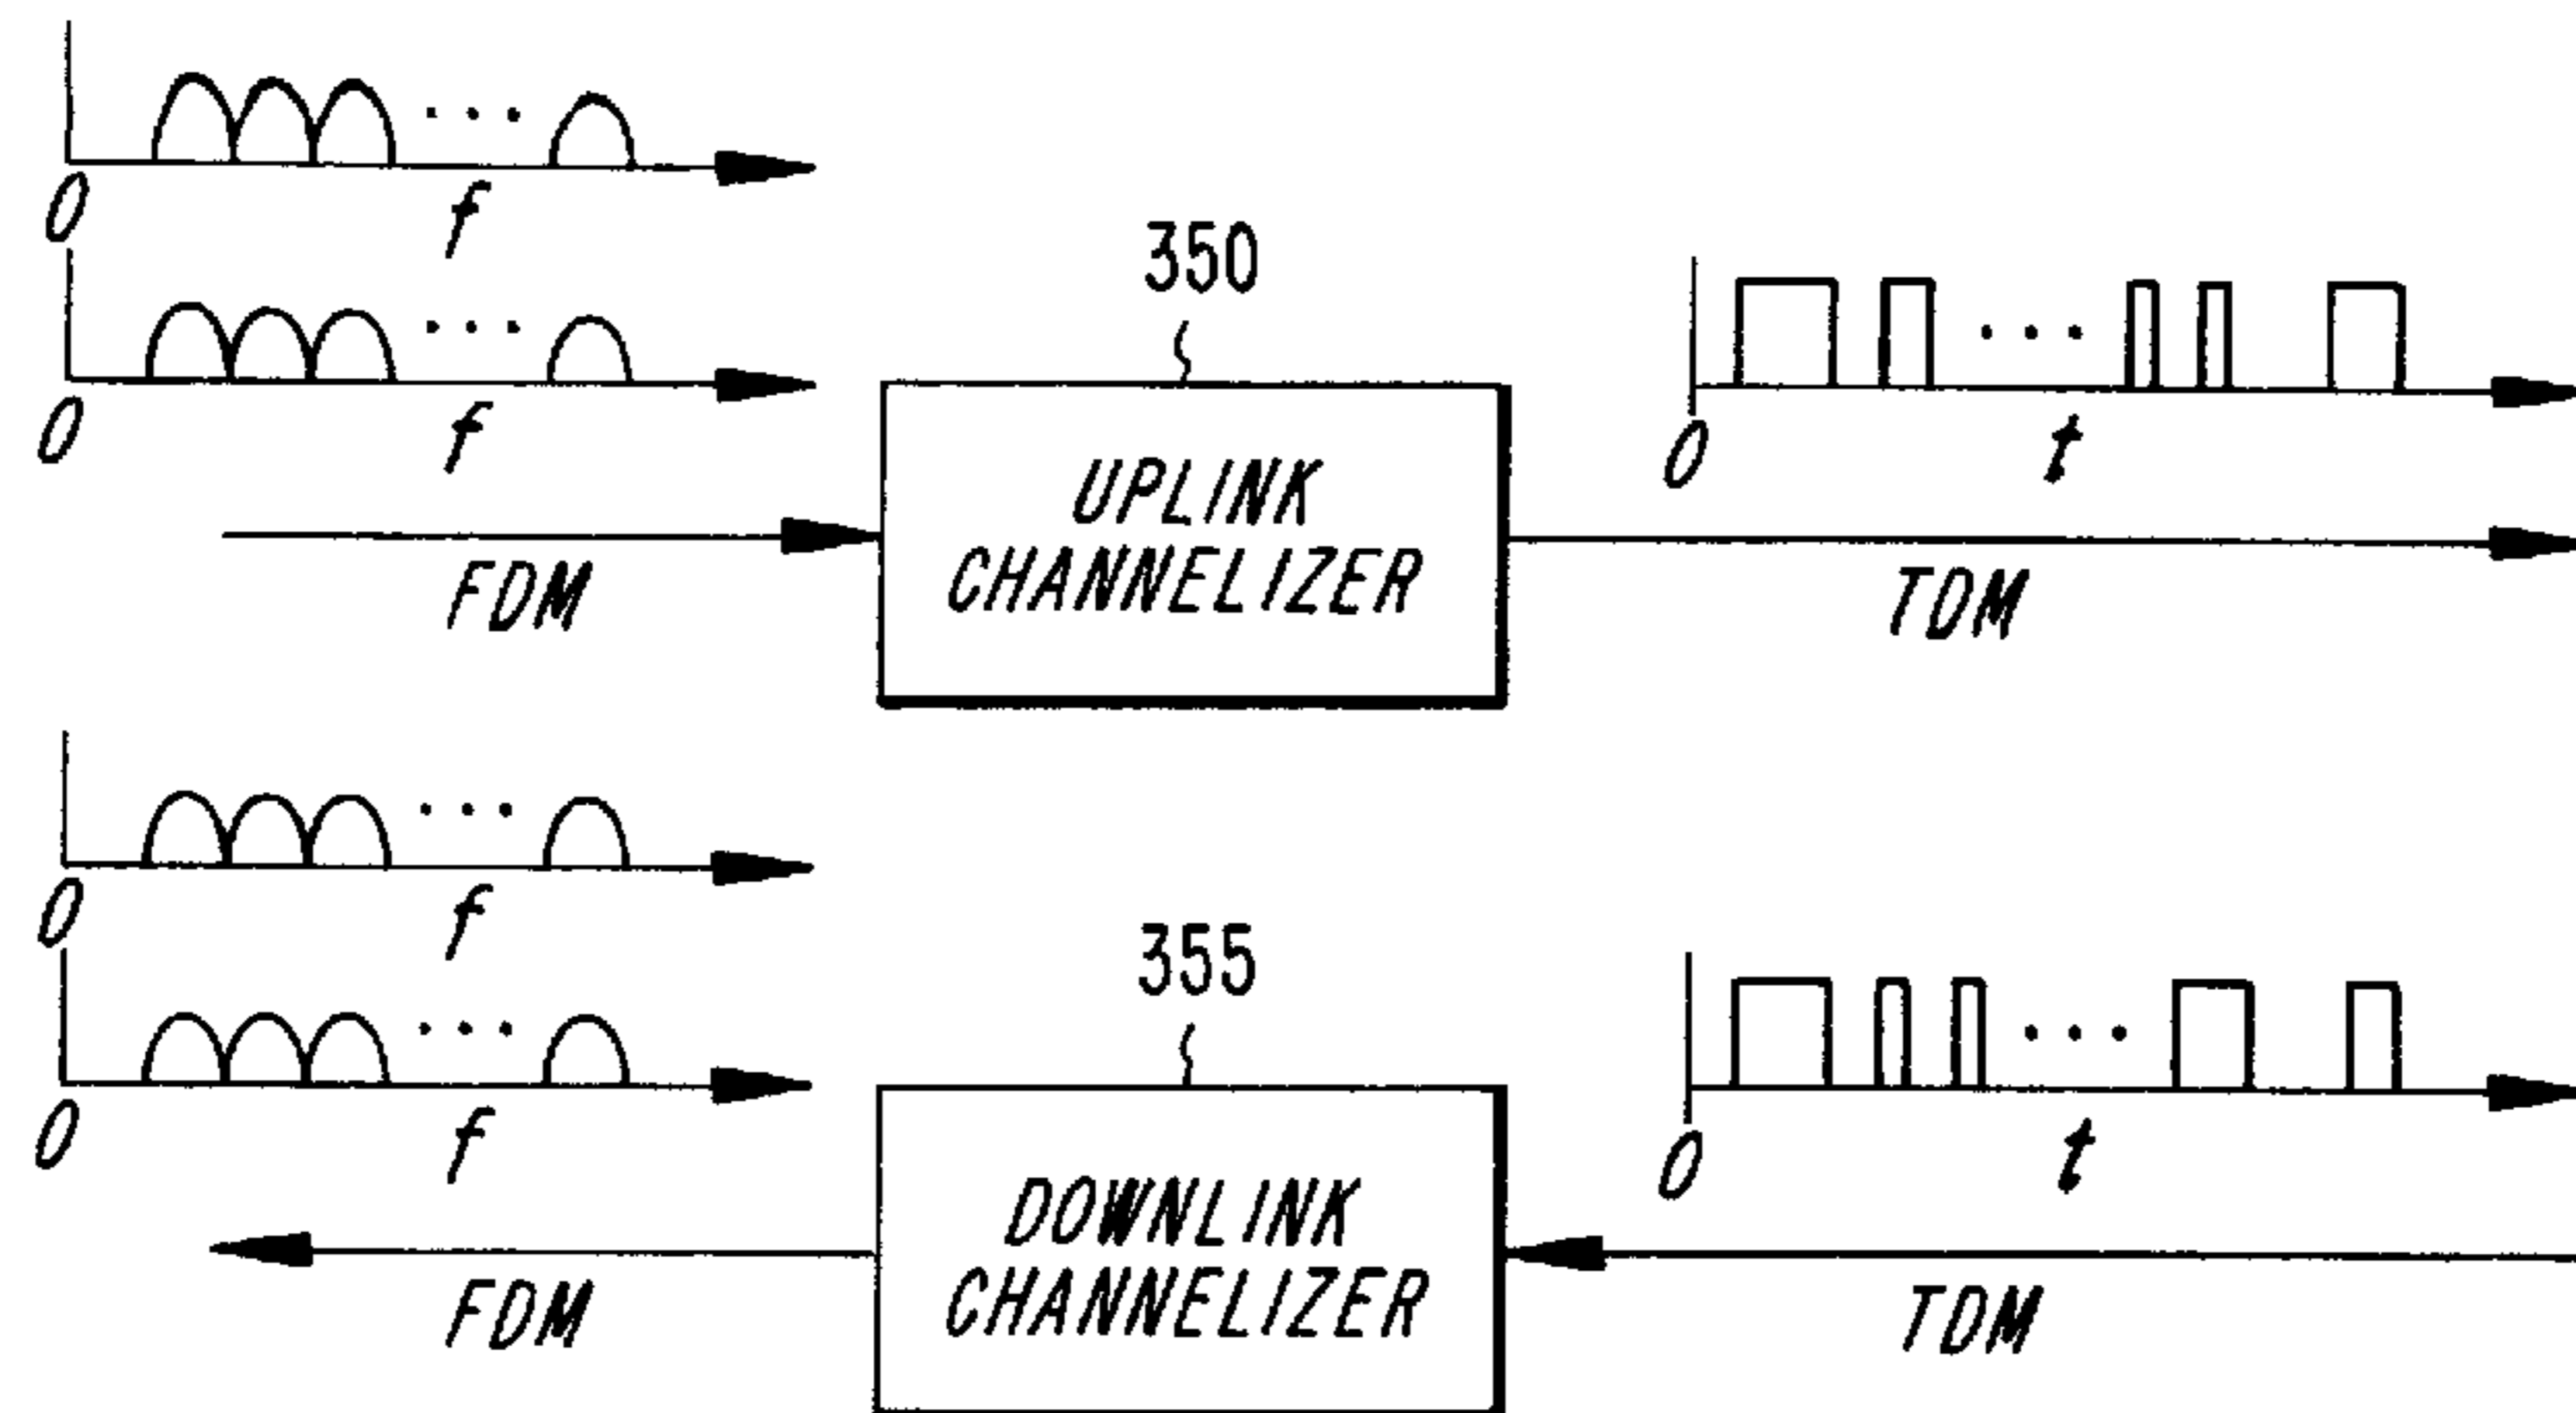 0
f
0
f
350
0
t
FDM
UPLINK
CHANNELIZER
TDM
0
f
0
f
355
0
t
FDM
DOWNLINK
CHANNELIZER
TDM